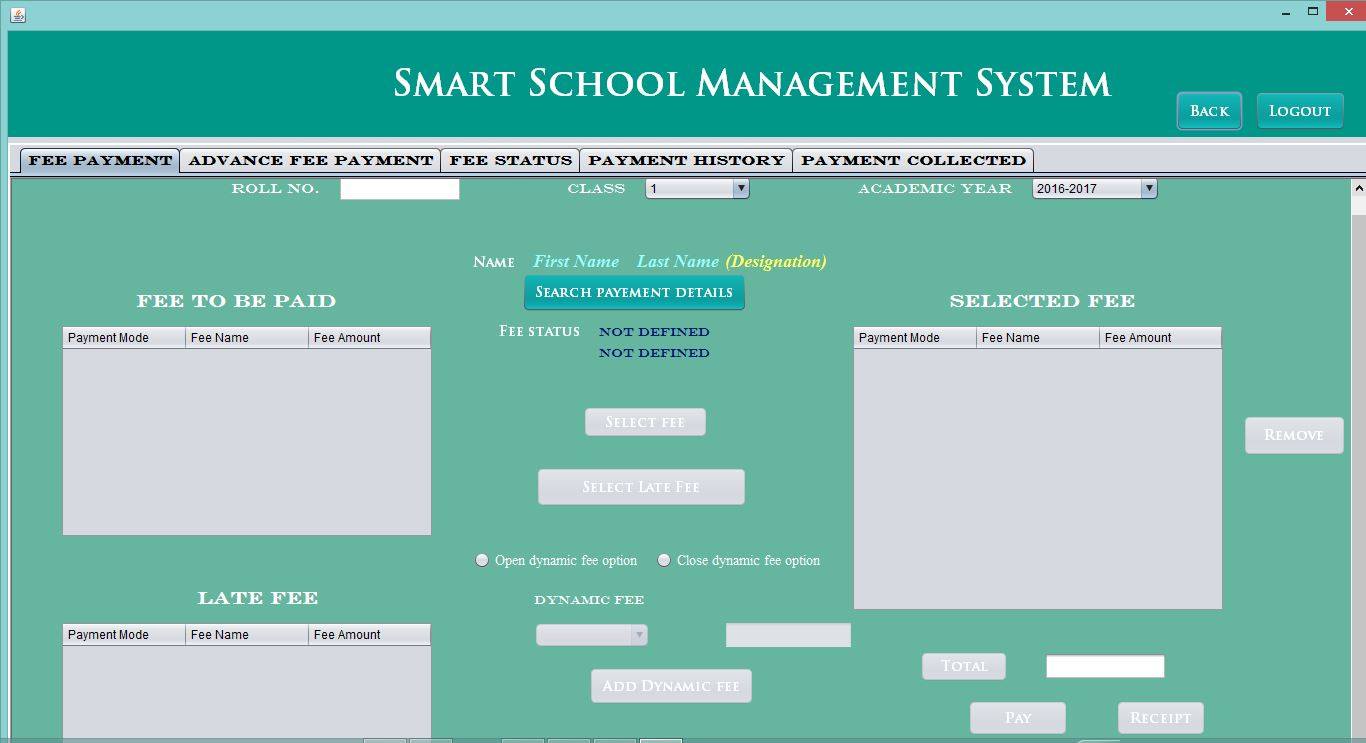 Smart School Management System
Back Logout
FEE PAYMENT ADVANCE FEE PAYMENT FEE STATUS PAYMENT HISTORY PAYMENT COLLECTED
ROLL NO. CLASS 1 ACADEMIC YEAR 2016-2017
Name First Name Last Name (Designation)
Search payement details
FEE TO BE PAID
SELECTED FEE
Fee status NOT DEFINED
NOT DEFINED
Payment Mode Fee Name Fee Amount
Payment Mode Fee Name Fee Amount
Select fee
Remove
Select Late Fee
Open dynamic fee option Close dynamic fee option
LATE FEE
DYNAMIC FEE
Payment Mode Fee Name Fee Amount
Total
Add Dynamic fee
Pay Receipt